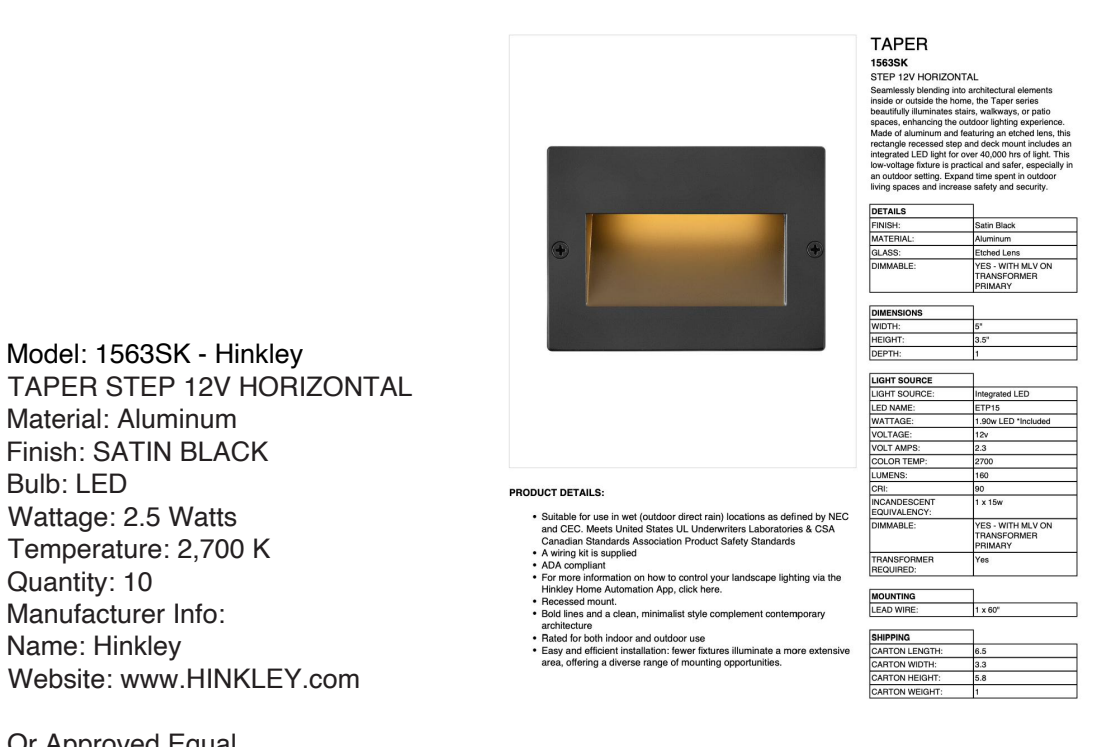 Model: 1563SK - Hinkley
TAPER STEP 12V HORIZONTAL
Material: Aluminum
Finish: SATIN BLACK
Bulb: LED
Wattage: 2.5 Watts
Temperature: 2,700 K
Quantity: 10
Manufacturer Info:
Name: Hinkley
Website: www.HINKLEY.com
Or Approved Equal
PRODUCT DETAILS:
• Suitable for use in wet (outdoor direct rain) locations as defined by NEC
and CEC. Meets United States UL Underwriters Laboratories & CSA
Canadian Standards Association Product Safety Standards
• A wiring kit is supplied
• ADA compliant
• For more information on how to control your landscape lighting via the
Hinkley Home Automation App, click here.
• Recessed mount.
• Bold lines and a clean, minimalist style complement contemporary
architecture
• Rated for both indoor and outdoor use
• Easy and efficient installation: fewer fixtures illuminate a more extensive
area, offering a diverse range of mounting opportunities.
TAPER
1563SK
STEP 12V HORIZONTAL
Seamlessly blending into architectural elements
inside or outside the home, the Taper series
beautifully illuminates stairs, walkways, or patio
spaces, enhancing the outdoor lighting experience.
Made of aluminum and featuring an etched lens, this
rectangle recessed step and deck mount includes an
integrated LED light for over 40,000 hrs of light. This
low-voltage fixture is practical and safer, especially in
an outdoor setting. Expand time spent in outdoor
living spaces and increase safety and security.
DETAILS
FINISH: Satin Black
MATERIAL: Aluminum
GLASS: Etched Lens
DIMMABLE: YES - WITH MLV ON
TRANSFORMER
PRIMARY
DIMENSIONS
WIDTH: 5"
HEIGHT: 3.5"
DEPTH: 1
LIGHT SOURCE
LIGHT SOURCE: Integrated LED
LED NAME: ETP15
WATTAGE: 1.90w LED *Included
VOLTAGE: 12v
VOLT AMPS: 2.3
COLOR TEMP: 2700
LUMENS: 160
CRI: 90
INCANDESCENT 1 x 15w
EQUIVALENCY:
DIMMABLE: YES - WITH MLV ON
TRANSFORMER
PRIMARY
TRANSFORMER Yes
REQUIRED:
MOUNTING
LEAD WIRE: 1 x 60"
SHIPPING
CARTON LENGTH: 6.5
CARTON WIDTH: 3.3
CARTON HEIGHT: 5.8
CARTON WEIGHT: 1